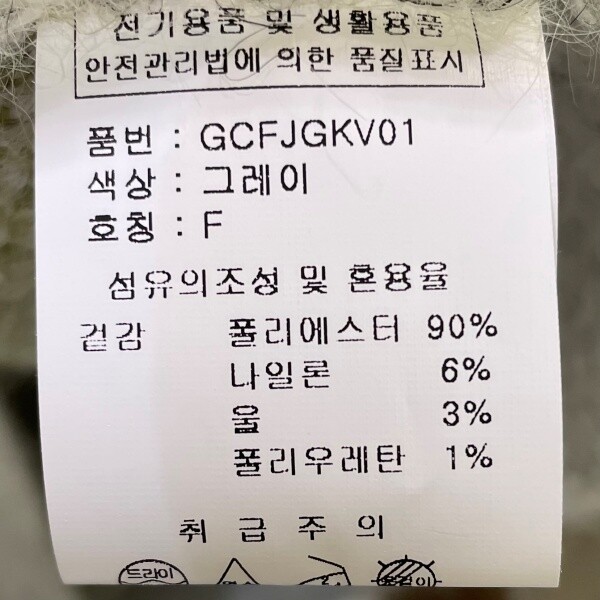 전기용품 및 생활용품
안전관리법에 의한 품질표시
품번 : GCFJGKV01
색상 : 그레이
호칭 : F
섬유의조성 및 혼용율
겉감 폴리에스터 90%
나일론 6%
울 3%
폴리우레탄 1%
취급주의
드라이